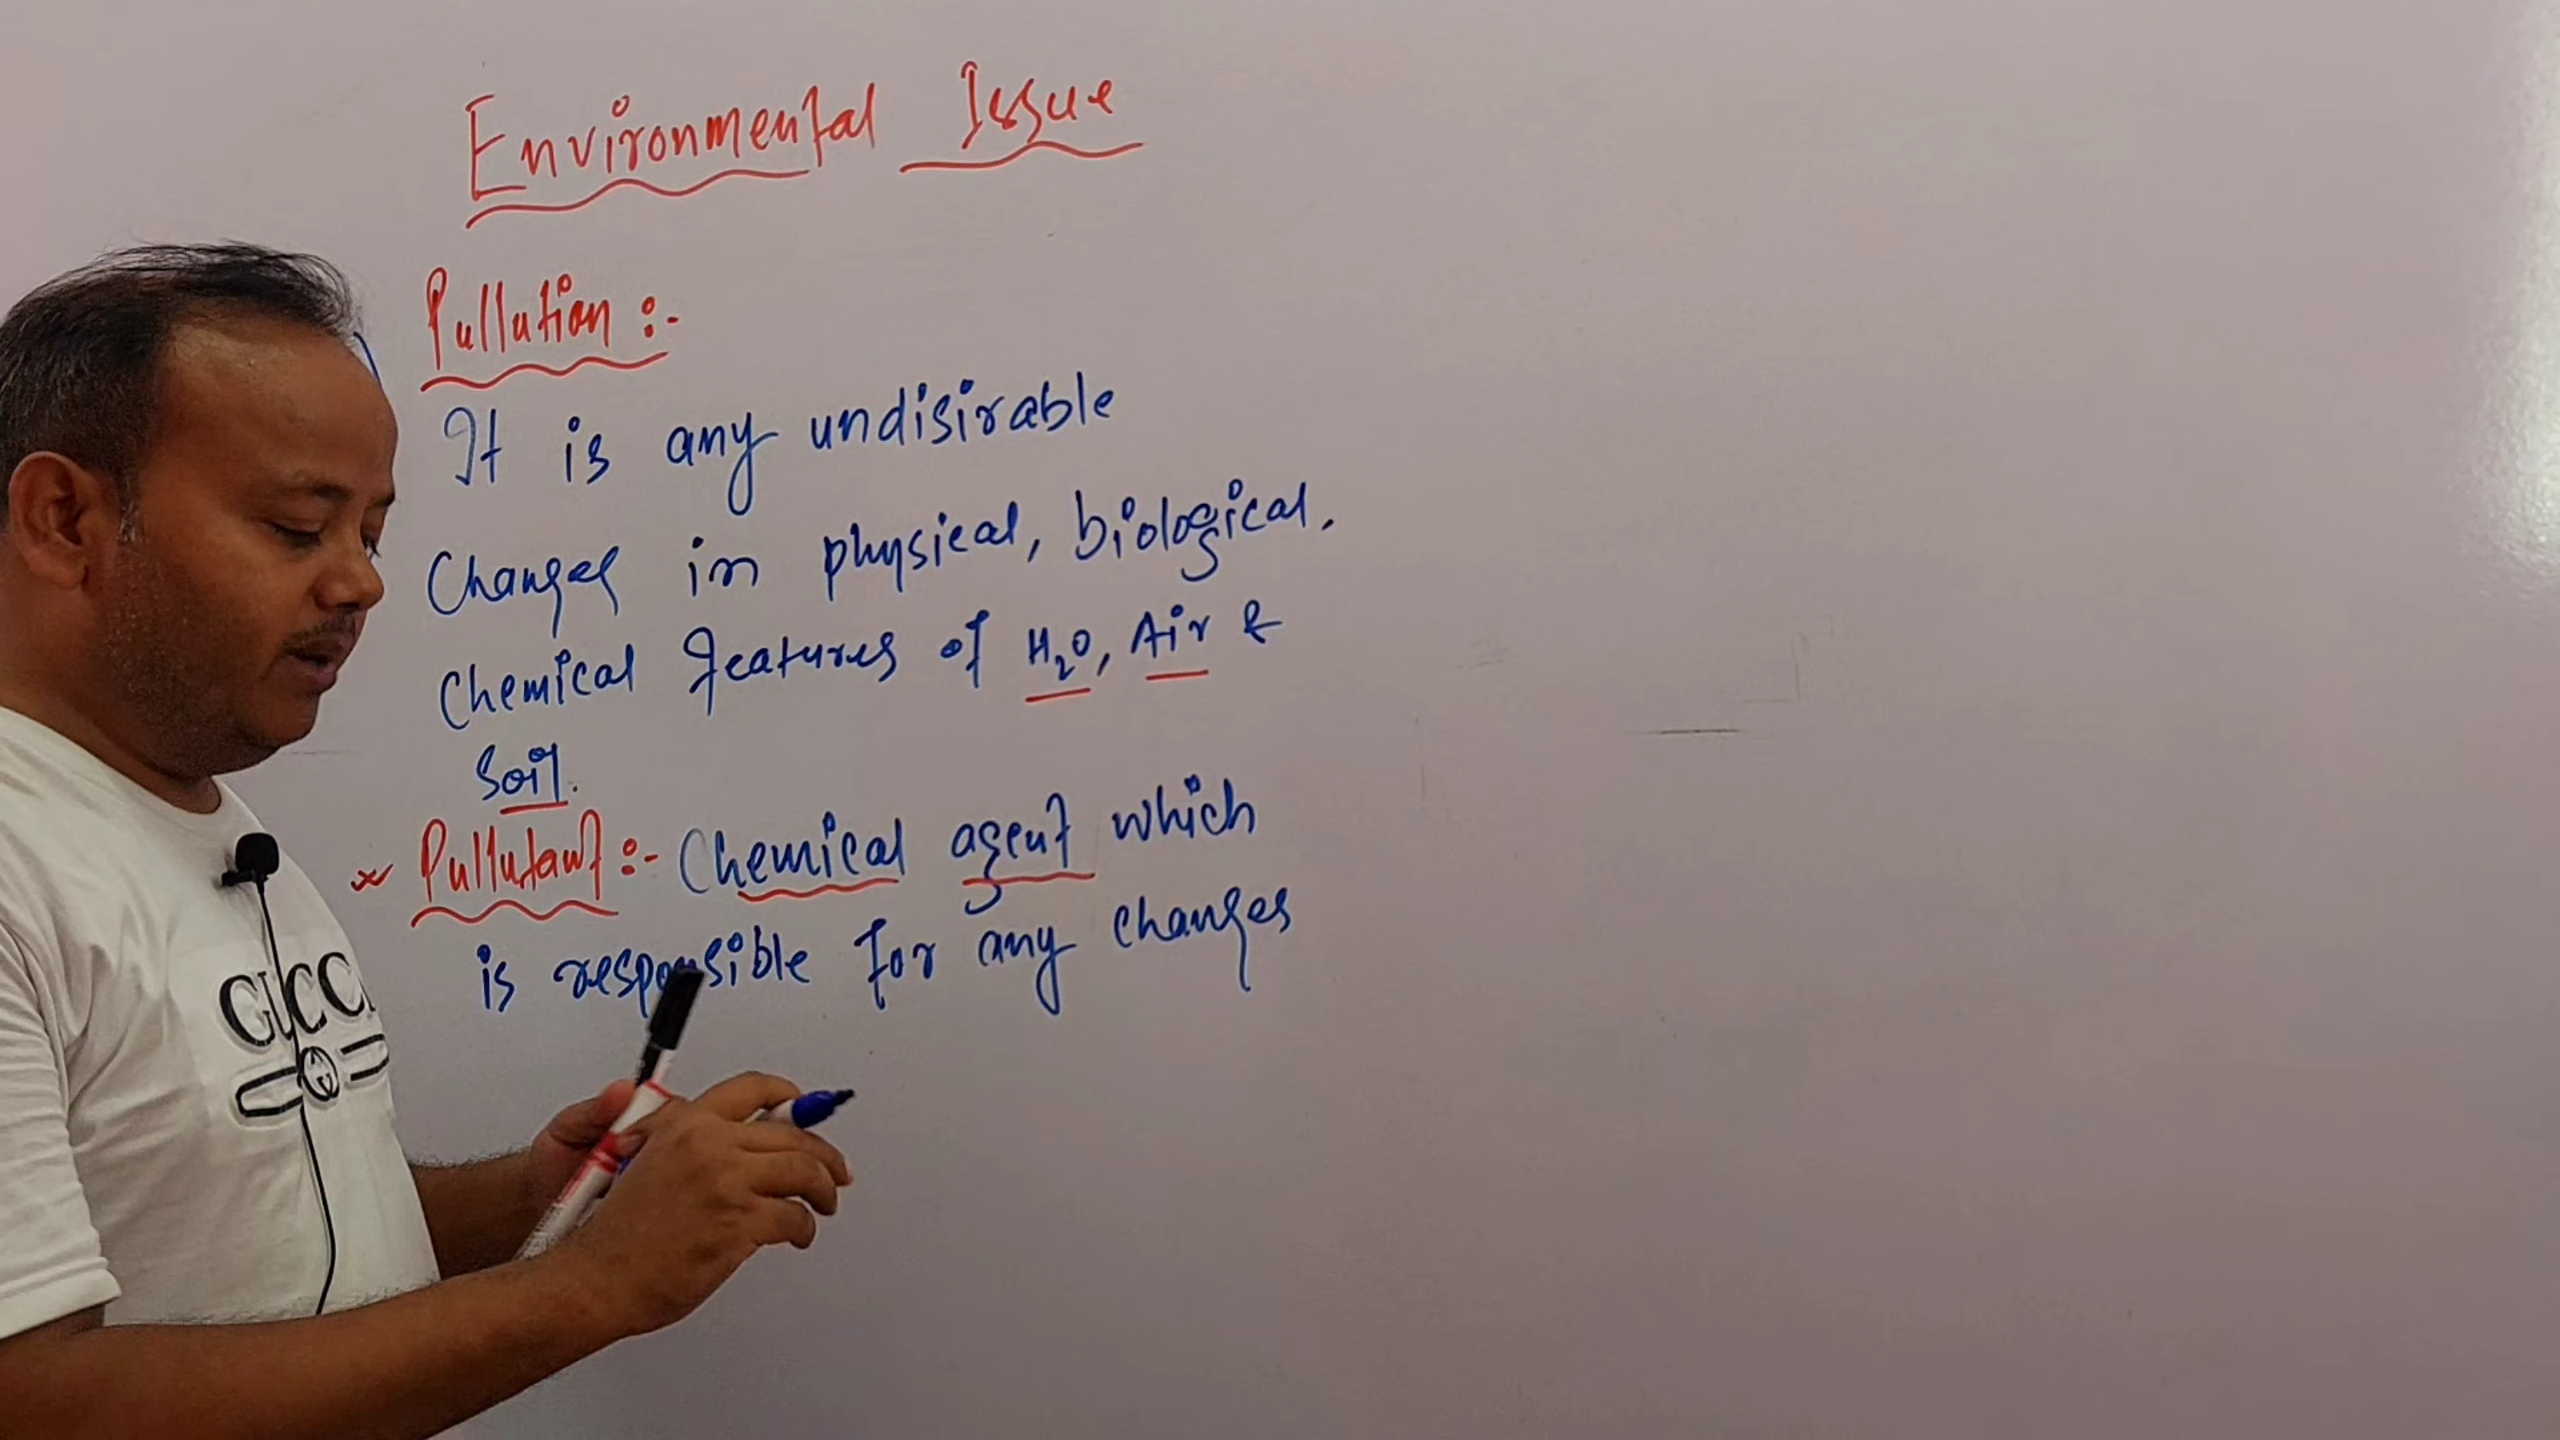 Environmental Issue
Pullution :-
It is any undisirable
Changes in physical, biological,
Chemical features of H₂O, Air &
Soil.
Pullutant :- Chemical agent which
is responsible for any changes
GUCCI